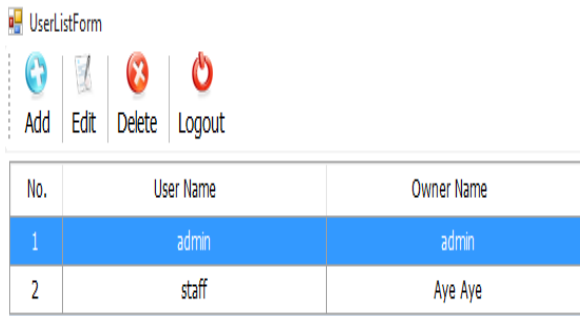 UserListForm
Add Edit Delete Logout
No. User Name Owner Name
1 admin admin
2 staff Aye Aye